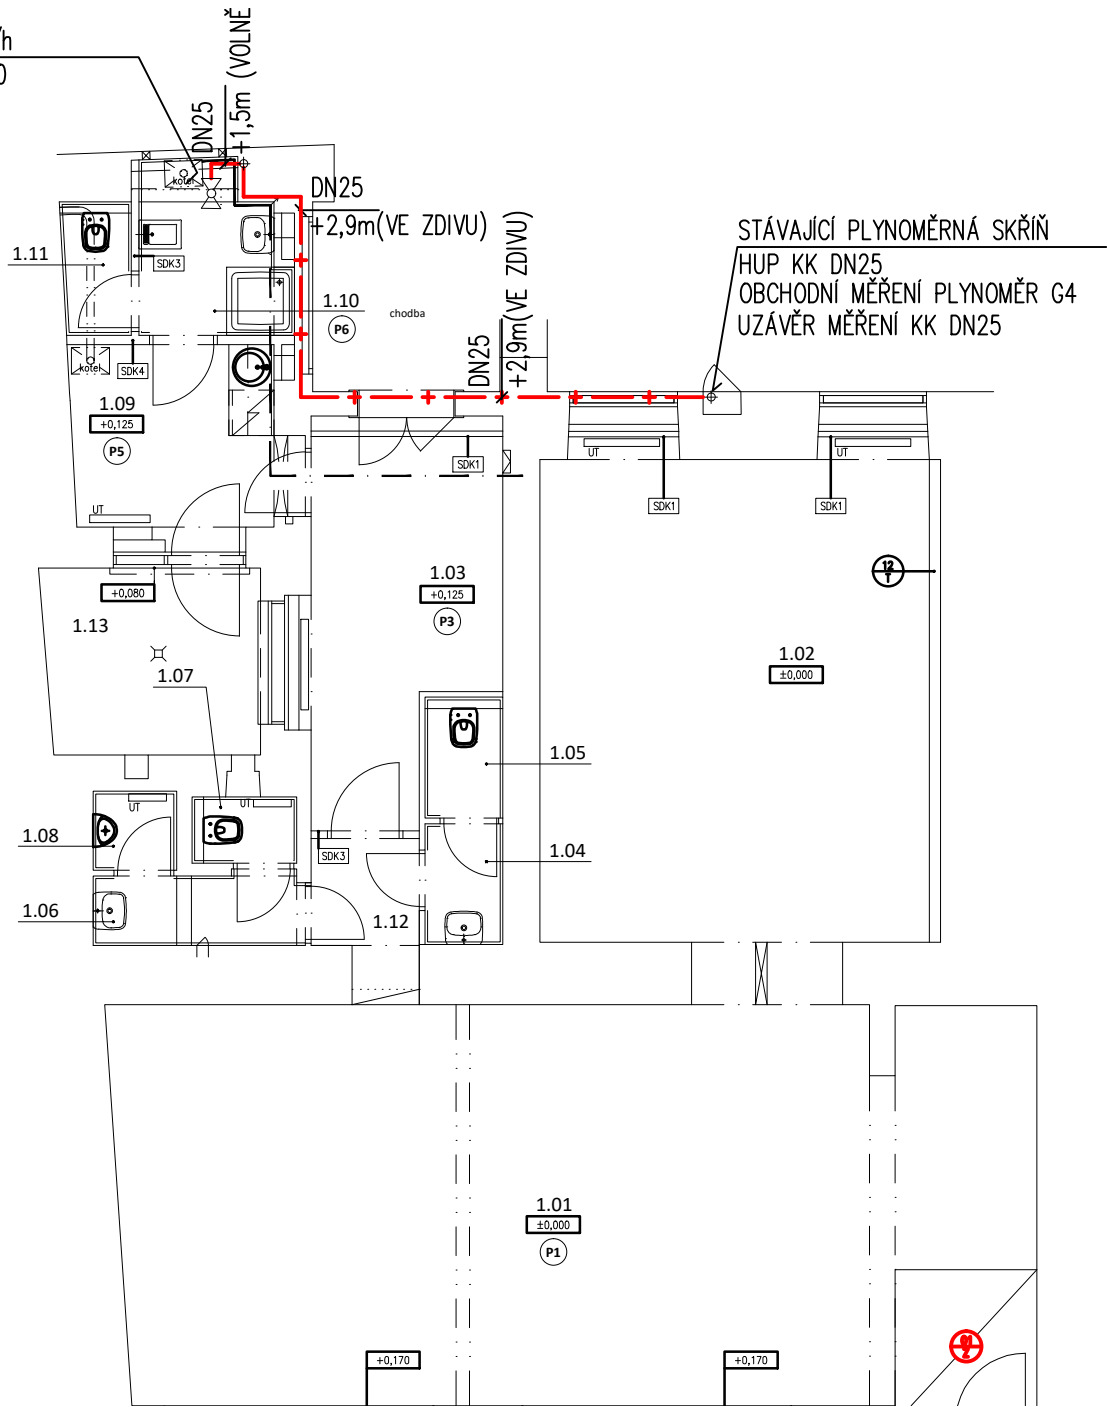 /h
0
DN25
+1,5m (VOLNĚ
DN25
+2,9m(VE ZDIVU)
DN25
+2,9m(VE ZDIVU)
STÁVAJÍCÍ PLYNOMĚRNÁ SKŘÍŇ
HUP KK DN25
OBCHODNÍ MĚŘENÍ PLYNOMĚR G4
UZÁVĚR MĚŘENÍ KK DN25
kotel
1.11
SDK3
1.10
P6
chodba
kotel
SDK4
1.09
+0,125
P5
SDK1
UT
UT
SDK1
SDK1
UT
+0,080
1.03
+0,125
P3
12
T
1.13
1.07
1.02
±0,000
1.05
UT
UT
1.08
SDK3
1.04
1.06
1.12
1.01
±0,000
P1
+0,170
+0,170